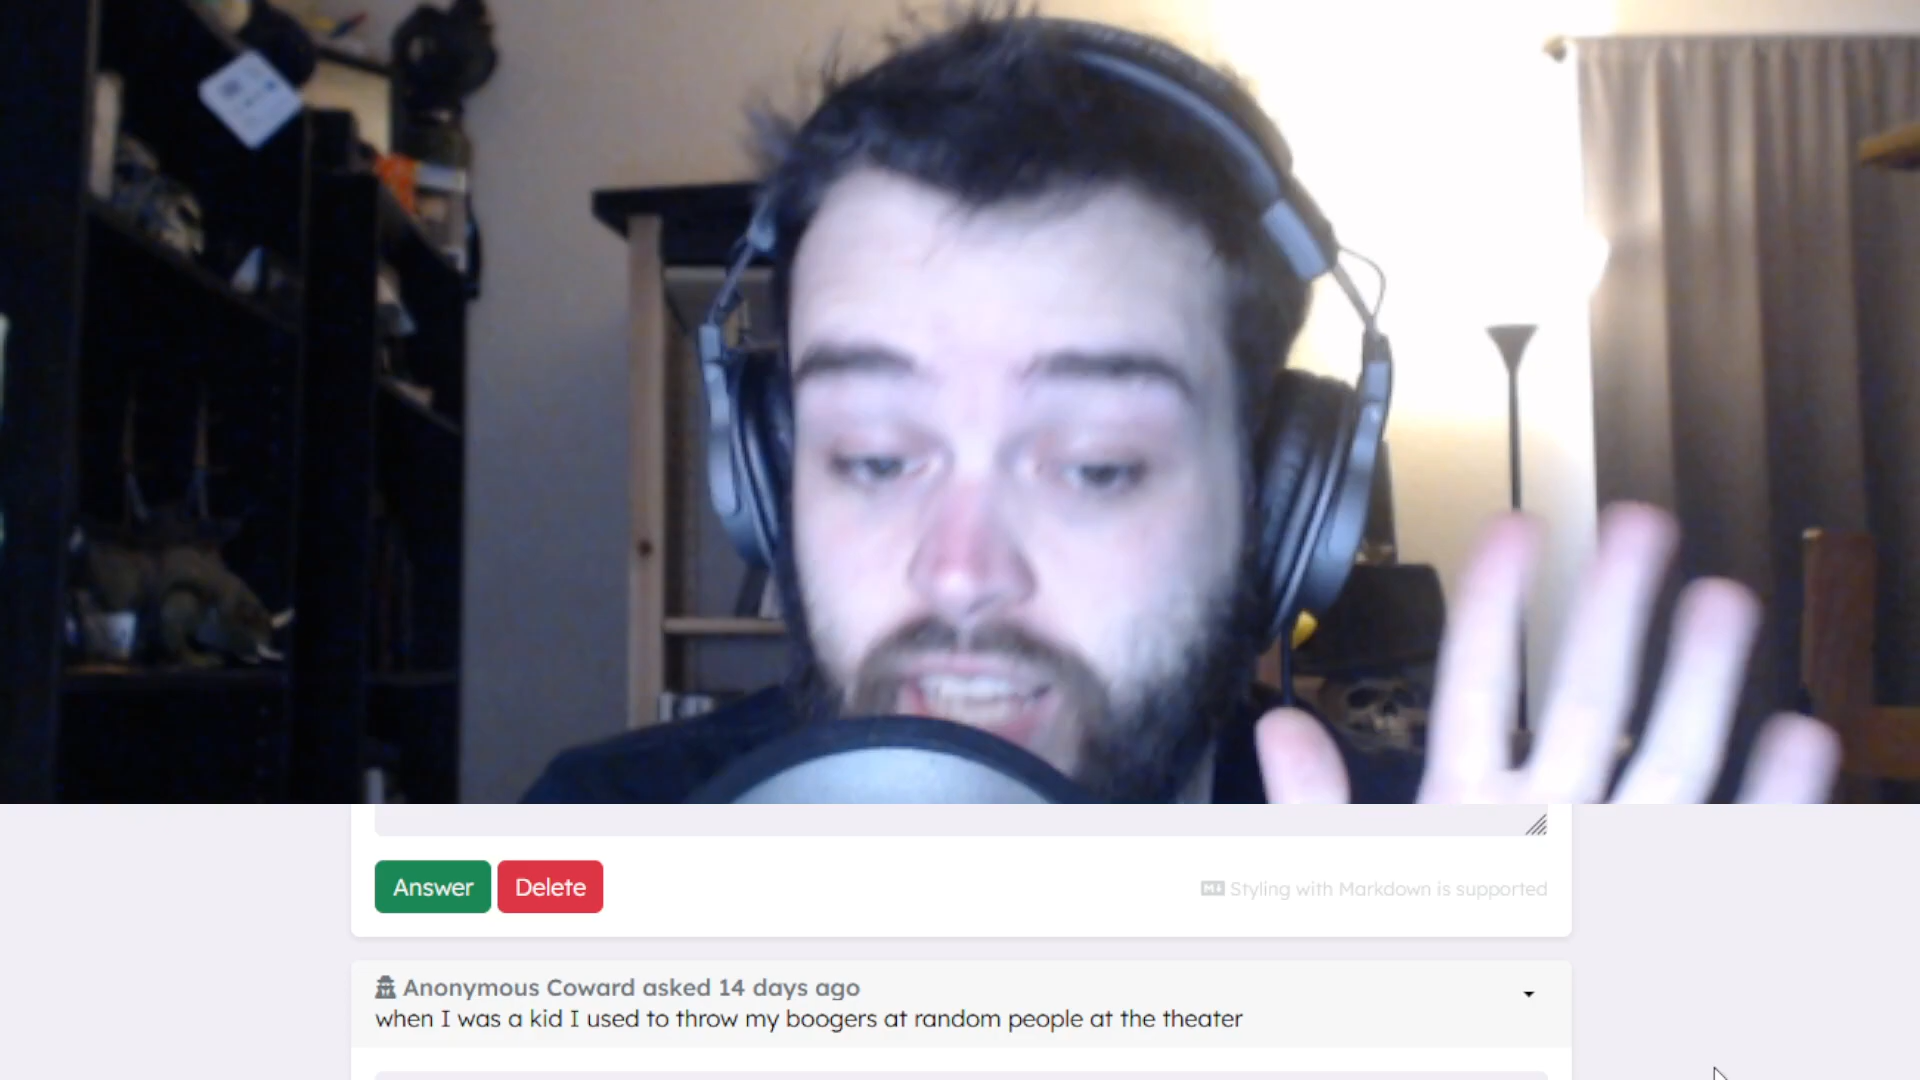 Answer
Delete
Styling with Markdown is supported
Anonymous Coward asked 14 days ago
when I was a kid I used to throw my boogers at random people at the theater